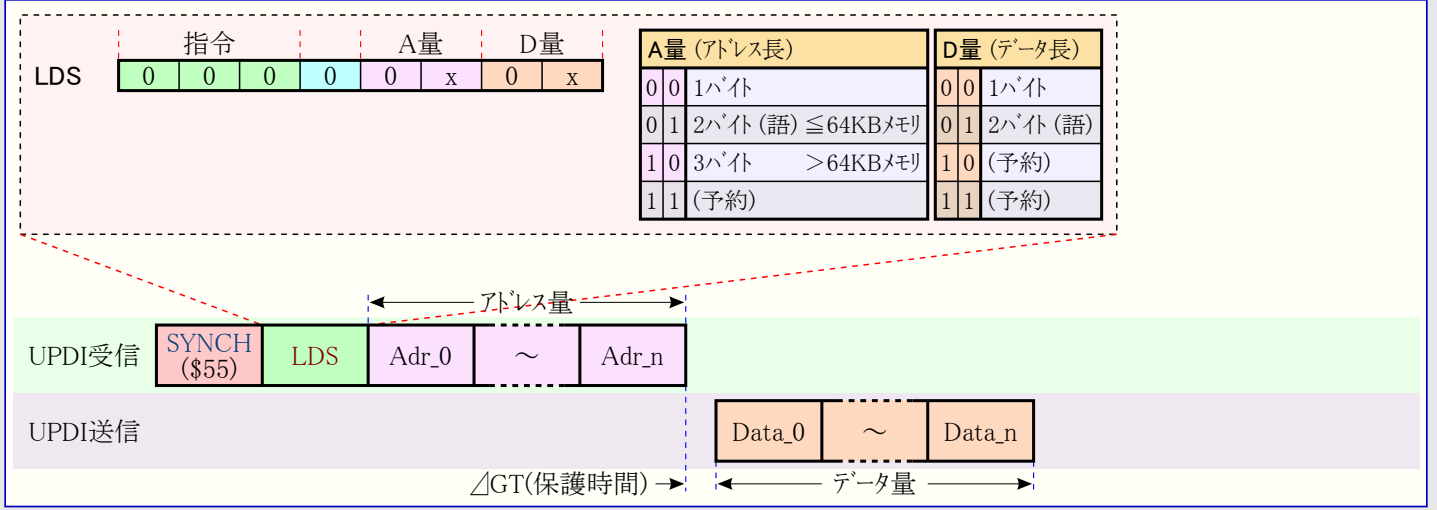 指令 A量 D量
LDS 0 0 0 0 0 x 0 x
A量 (アドレス長)
0 0 1バイト
0 1 2バイト (語) ≦64KBメモリ
1 0 3バイト >64KBメモリ
1 1 (予約)
D量 (データ長)
0 0 1バイト
0 1 2バイト (語)
1 0 (予約)
1 1 (予約)
アドレス量
UPDI受信 SYNCH ($55) LDS Adr_0 ～ Adr_n
UPDI送信 Data_0 ～ Data_n
⊿GT(保護時間) データ量